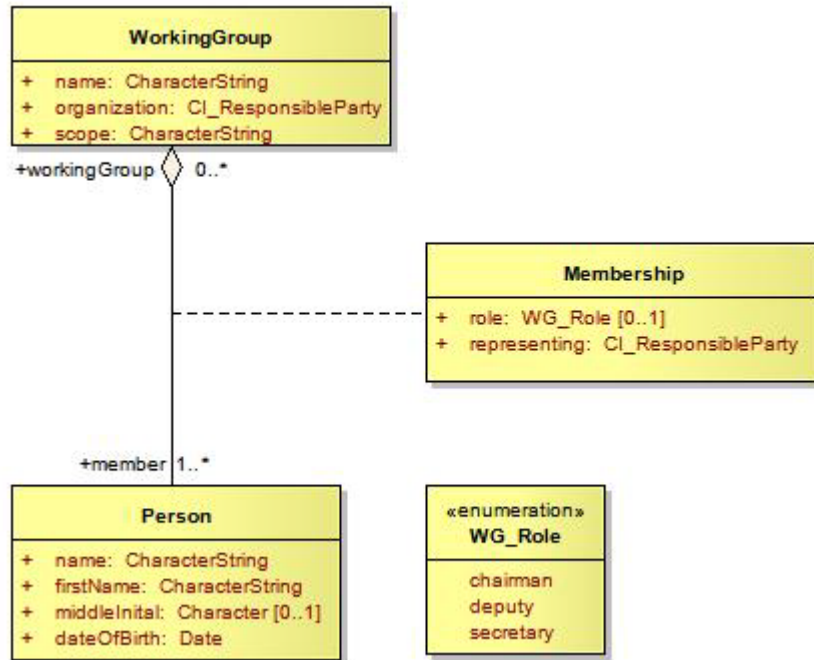 WorkingGroup
+ name: CharacterString
+ organization: CI_ResponsibleParty
+ scope: CharacterString
+workingGroup 0..*
Membership
+ role: WG_Role [0..1]
+ representing: CI_ResponsibleParty
+member 1..*
Person
+ name: CharacterString
+ firstName: CharacterString
+ middleInital: Character [0..1]
+ dateOfBirth: Date
«enumeration»
WG_Role
chairman
deputy
secretary